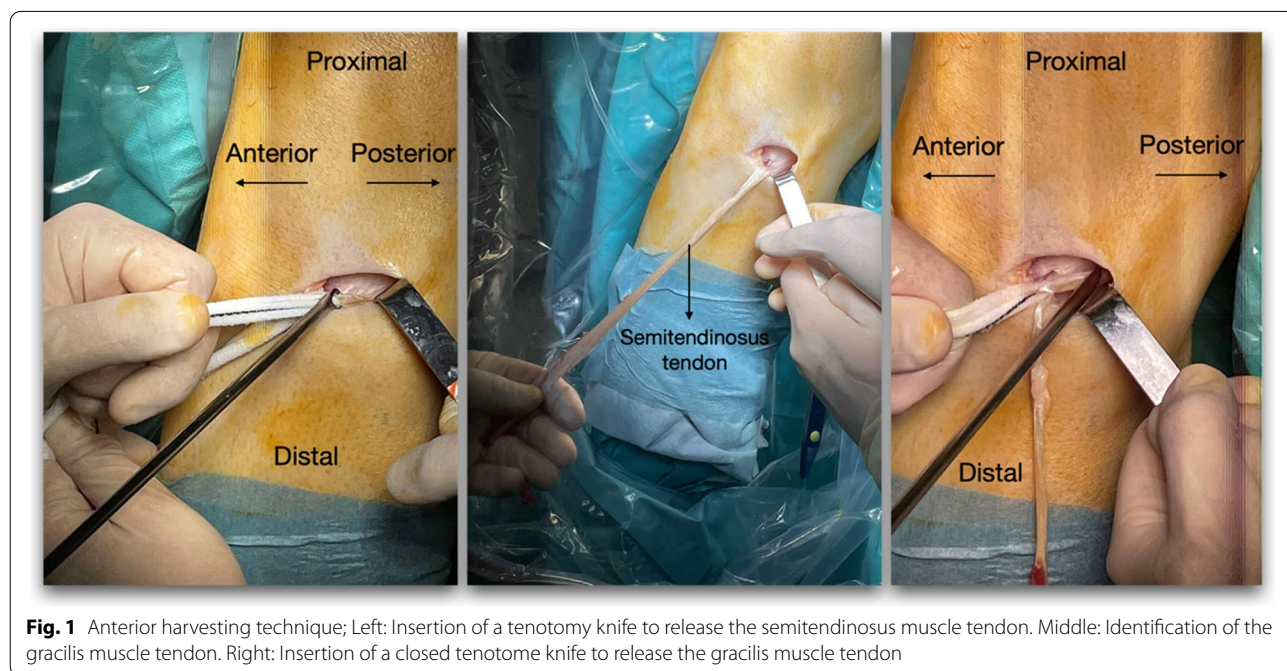 Proximal
Anterior
Posterior
Distal
Semitendinosus
tendon
Proximal
Anterior
Posterior
Distal
Fig. 1 Anterior harvesting technique; Left: Insertion of a tenotomy knife to release the semitendinosus muscle tendon. Middle: Identification of the
gracilis muscle tendon. Right: Insertion of a closed tenotome knife to release the gracilis muscle tendon